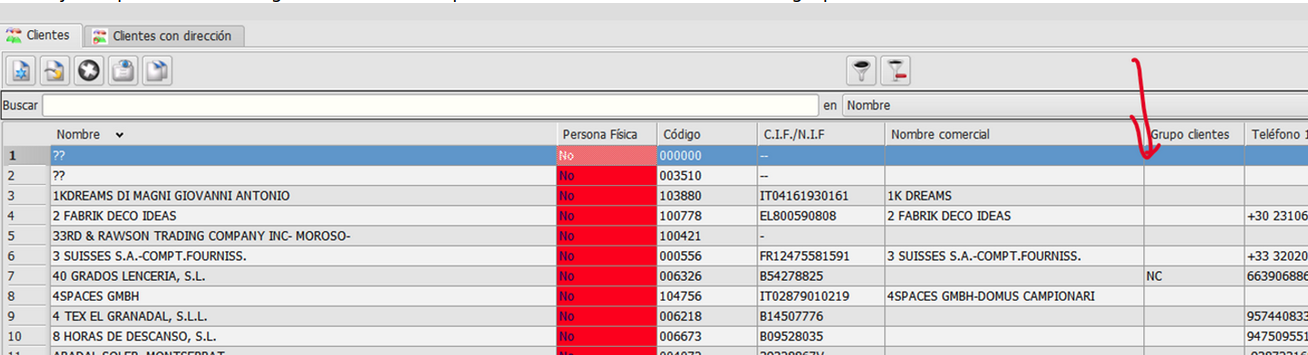 Clientes Clientes con dirección
Buscar en Nombre
Nombre Persona Física Código C.I.F./N.I.F Nombre comercial Grupo clientes Teléfono 1
1 ?? No 000000 --
2 ?? No 003510 --
3 1KDREAMS DI MAGNI GIOVANNI ANTONIO No 103880 IT04161930161 1K DREAMS
4 2 FABRIK DECO IDEAS No 100778 EL800590808 2 FABRIK DECO IDEAS +30 23106
5 33RD & RAWSON TRADING COMPANY INC- MOROSO- No 100421 -
6 3 SUISSES S.A.-COMPT.FOURNISS. No 000556 FR12475581591 3 SUISSES S.A.-COMPT.FOURNISS. +33 32020
7 40 GRADOS LENCERIA, S.L. No 006326 B54278825 NC 663906886
8 4SPACES GMBH No 104756 IT02879010219 4SPACES GMBH-DOMUS CAMPIONARI
9 4 TEX EL GRANADAL, S.L.L. No 006218 B14507776 957440833
10 8 HORAS DE DESCANSO, S.L. No 006673 B09528035 947509551